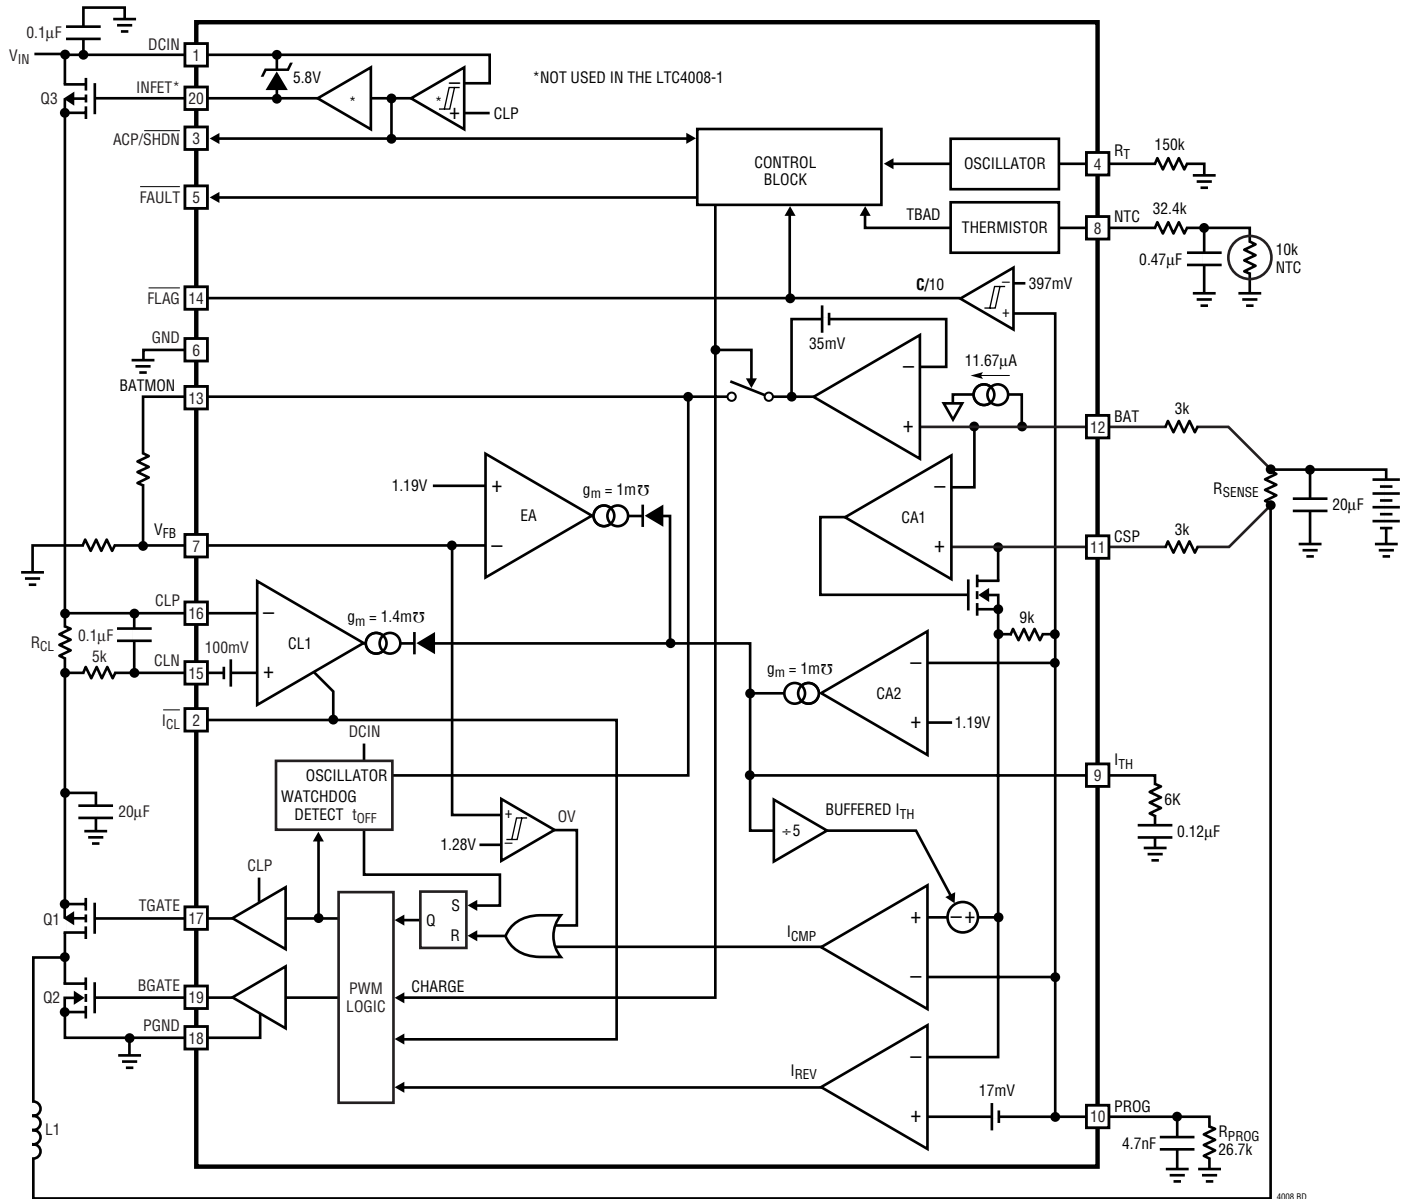 0.1µF
VIN
DCIN
1
INFET*
20
Q3
ACP/SHDN
3
FAULT
5
5.8V
*
*
–
+
CLP
*NOT USED IN THE LTC4008-1
CONTROL
BLOCK
OSCILLATOR
4
RT
150k
TBAD
THERMISTOR
8
NTC
32.4k
0.47µF
10k
NTC
FLAG
14
C/10
–
+
397mV
GND
6
BATMON
13
35mV
–
+
11.67µA
12
BAT
3k
RSENSE
20µF
1.19V
+
–
EA
gm = 1m℧
–
+
CA1
11
CSP
3k
VFB
7
CLP
16
RCL
0.1µF
5k
CLN
15
100mV
–
+
CL1
gm = 1.4m℧
9k
gm = 1m℧
–
+
CA2
1.19V
ICL
2
DCIN
OSCILLATOR
WATCHDOG
DETECT tOFF
9
ITH
6K
0.12µF
20µF
+
–
OV
1.28V
÷5
BUFFERED ITH
CLP
Q1
TGATE
17
S
Q
R
ICMP
+
–
–+
Q2
BGATE
19
PWM
LOGIC
CHARGE
PGND
18
IREV
–
+
17mV
10
PROG
4.7nF
RPROG
26.7k
L1
4008 BD